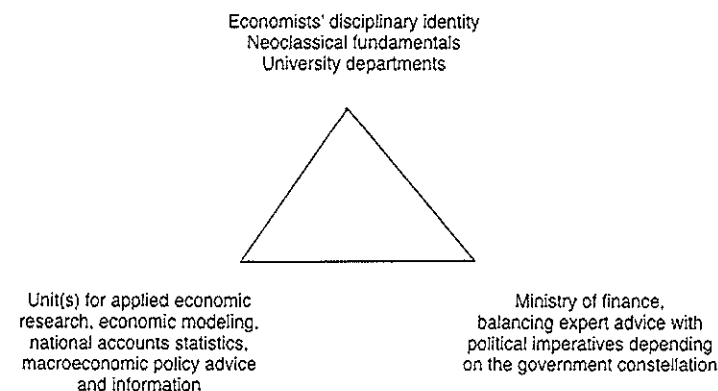 Economists' disciplinary identity
Neoclassical fundamentals
University departments
Unit(s) for applied economic
research, economic modeling,
national accounts statistics,
macroeconomic policy advice
and information
Ministry of finance,
balancing expert advice with
political imperatives depending
on the government constellation